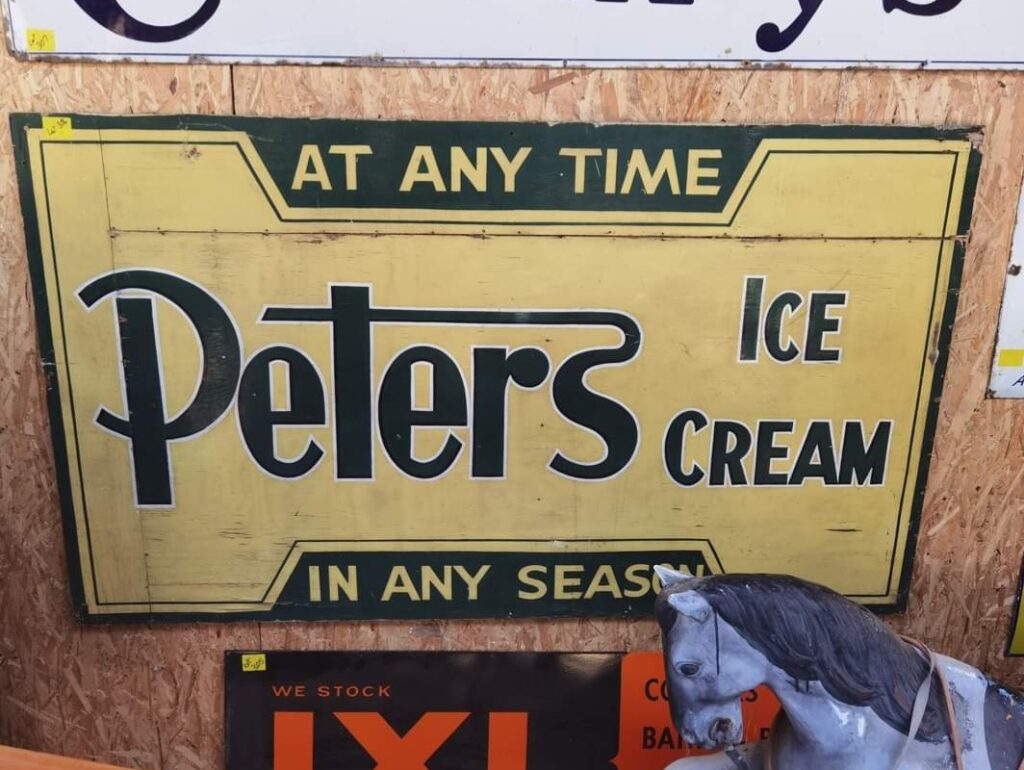 AT ANY TIME
Peters ICE CREAM
IN ANY SEASON
WE STOCK
IXL